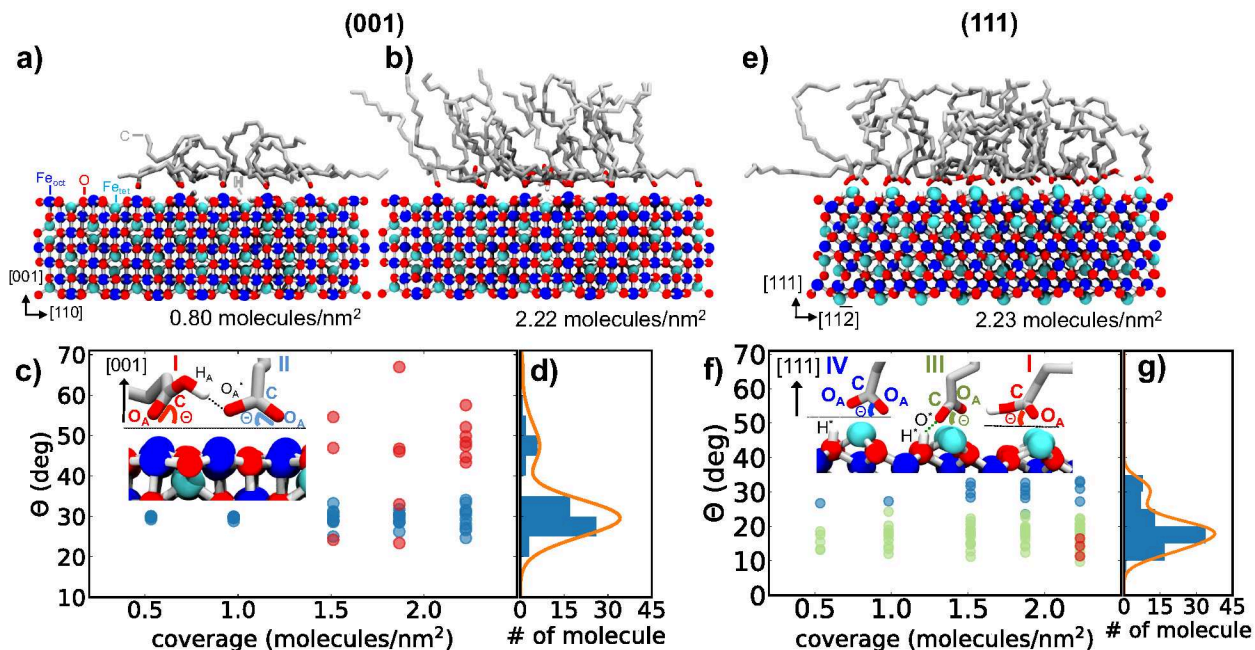 (001)
(111)
a)
b)
e)
C
H
Fe_oct O Fe_tet
[001]
[110]
0.80 molecules/nm²
2.22 molecules/nm²
[111]
[112̅]
2.23 molecules/nm²
c)
d)
f)
g)
[001]
I
II
H_A
O_A*
O_A
C
Θ
C
Θ
O_A
70
60
50
40
30
20
10
Θ (deg)
0.5 1.0 1.5 2.0
coverage (molecules/nm²)
0 15 30 45
# of molecule
[111]
IV
III
I
C
O_A
O_A
Θ
H*
O*
H*
C
O_A
Θ
C
Θ
O_A
70
60
50
40
30
20
10
Θ (deg)
0.5 1.0 1.5 2.0
coverage (molecules/nm²)
0 15 30 45
# of molecule